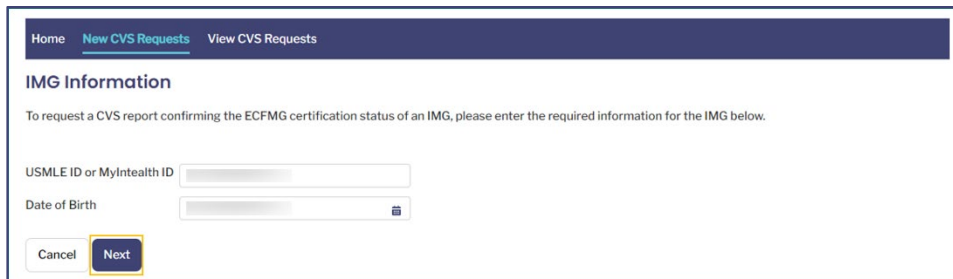 Home New CVS Requests View CVS Requests
IMG Information
To request a CVS report confirming the ECFMG certification status of an IMG, please enter the required information for the IMG below.
USMLE ID or MyIntealth ID
Date of Birth
Cancel Next